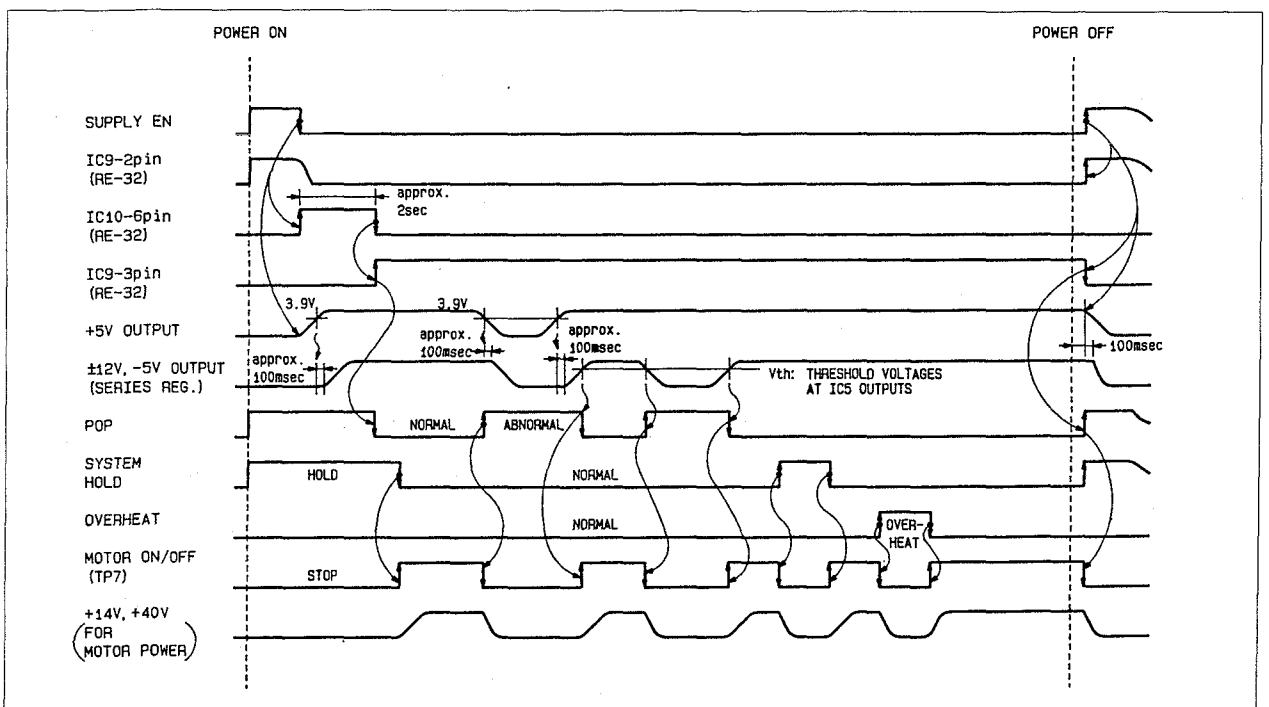 POWER ON
POWER OFF
SUPPLY EN
IC9-2pin
(RE-32)
approx.
2sec
IC10-6pin
(RE-32)
IC9-3pin
(RE-32)
3.9V
3.9V
+5V OUTPUT
approx.
100msec
approx.
100msec
100msec
±12V, -5V OUTPUT
(SERIES REG.)
approx.
100msec
Vth: THRESHOLD VOLTAGES
AT IC5 OUTPUTS
POP
NORMAL
ABNORMAL
SYSTEM
HOLD
HOLD
NORMAL
OVERHEAT
NORMAL
OVER-
HEAT
MOTOR ON/OFF
(TP7)
STOP
+14V, +40V
(FOR
MOTOR POWER)